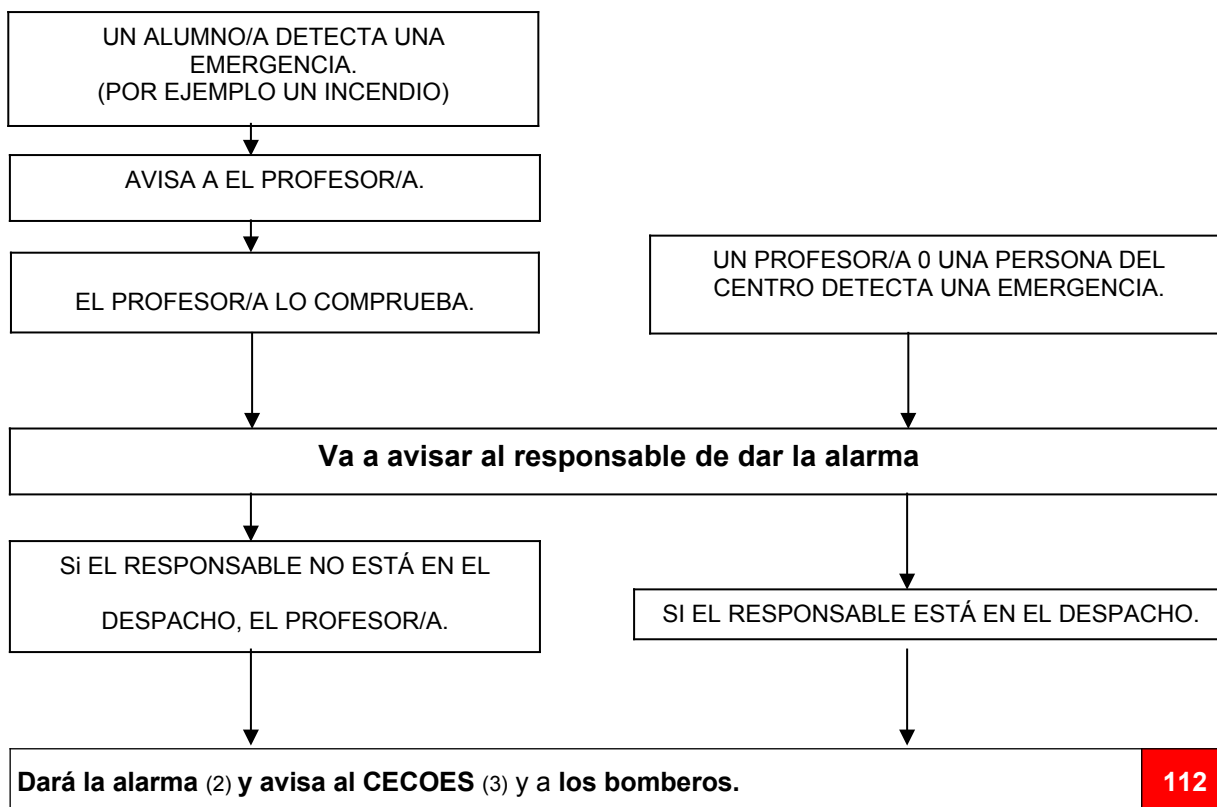 UN ALUMNO/A DETECTA UNA
EMERGENCIA.
(POR EJEMPLO UN INCENDIO)
AVISA A EL PROFESOR/A.
EL PROFESOR/A LO COMPRUEBA.
UN PROFESOR/A 0 UNA PERSONA DEL
CENTRO DETECTA UNA EMERGENCIA.
Va a avisar al responsable de dar la alarma
Si EL RESPONSABLE NO ESTÁ EN EL
DESPACHO, EL PROFESOR/A.
SI EL RESPONSABLE ESTÁ EN EL DESPACHO.
Dará la alarma (2) y avisa al CECOES (3) y a los bomberos.
112